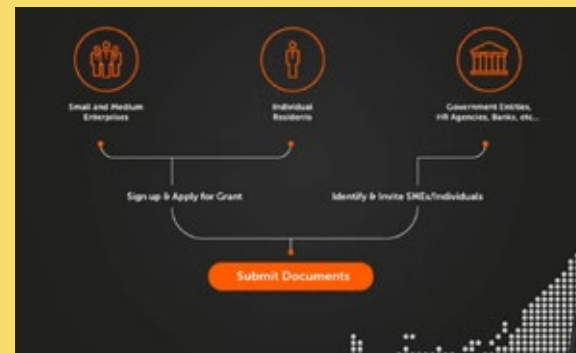 Small and Medium
Enterprises
Individual
Residents
Government Entities,
HR Agencies, Banks, etc...
Sign up & Apply for Grant
Identify & Invite SMEs/Individuals
Submit Documents